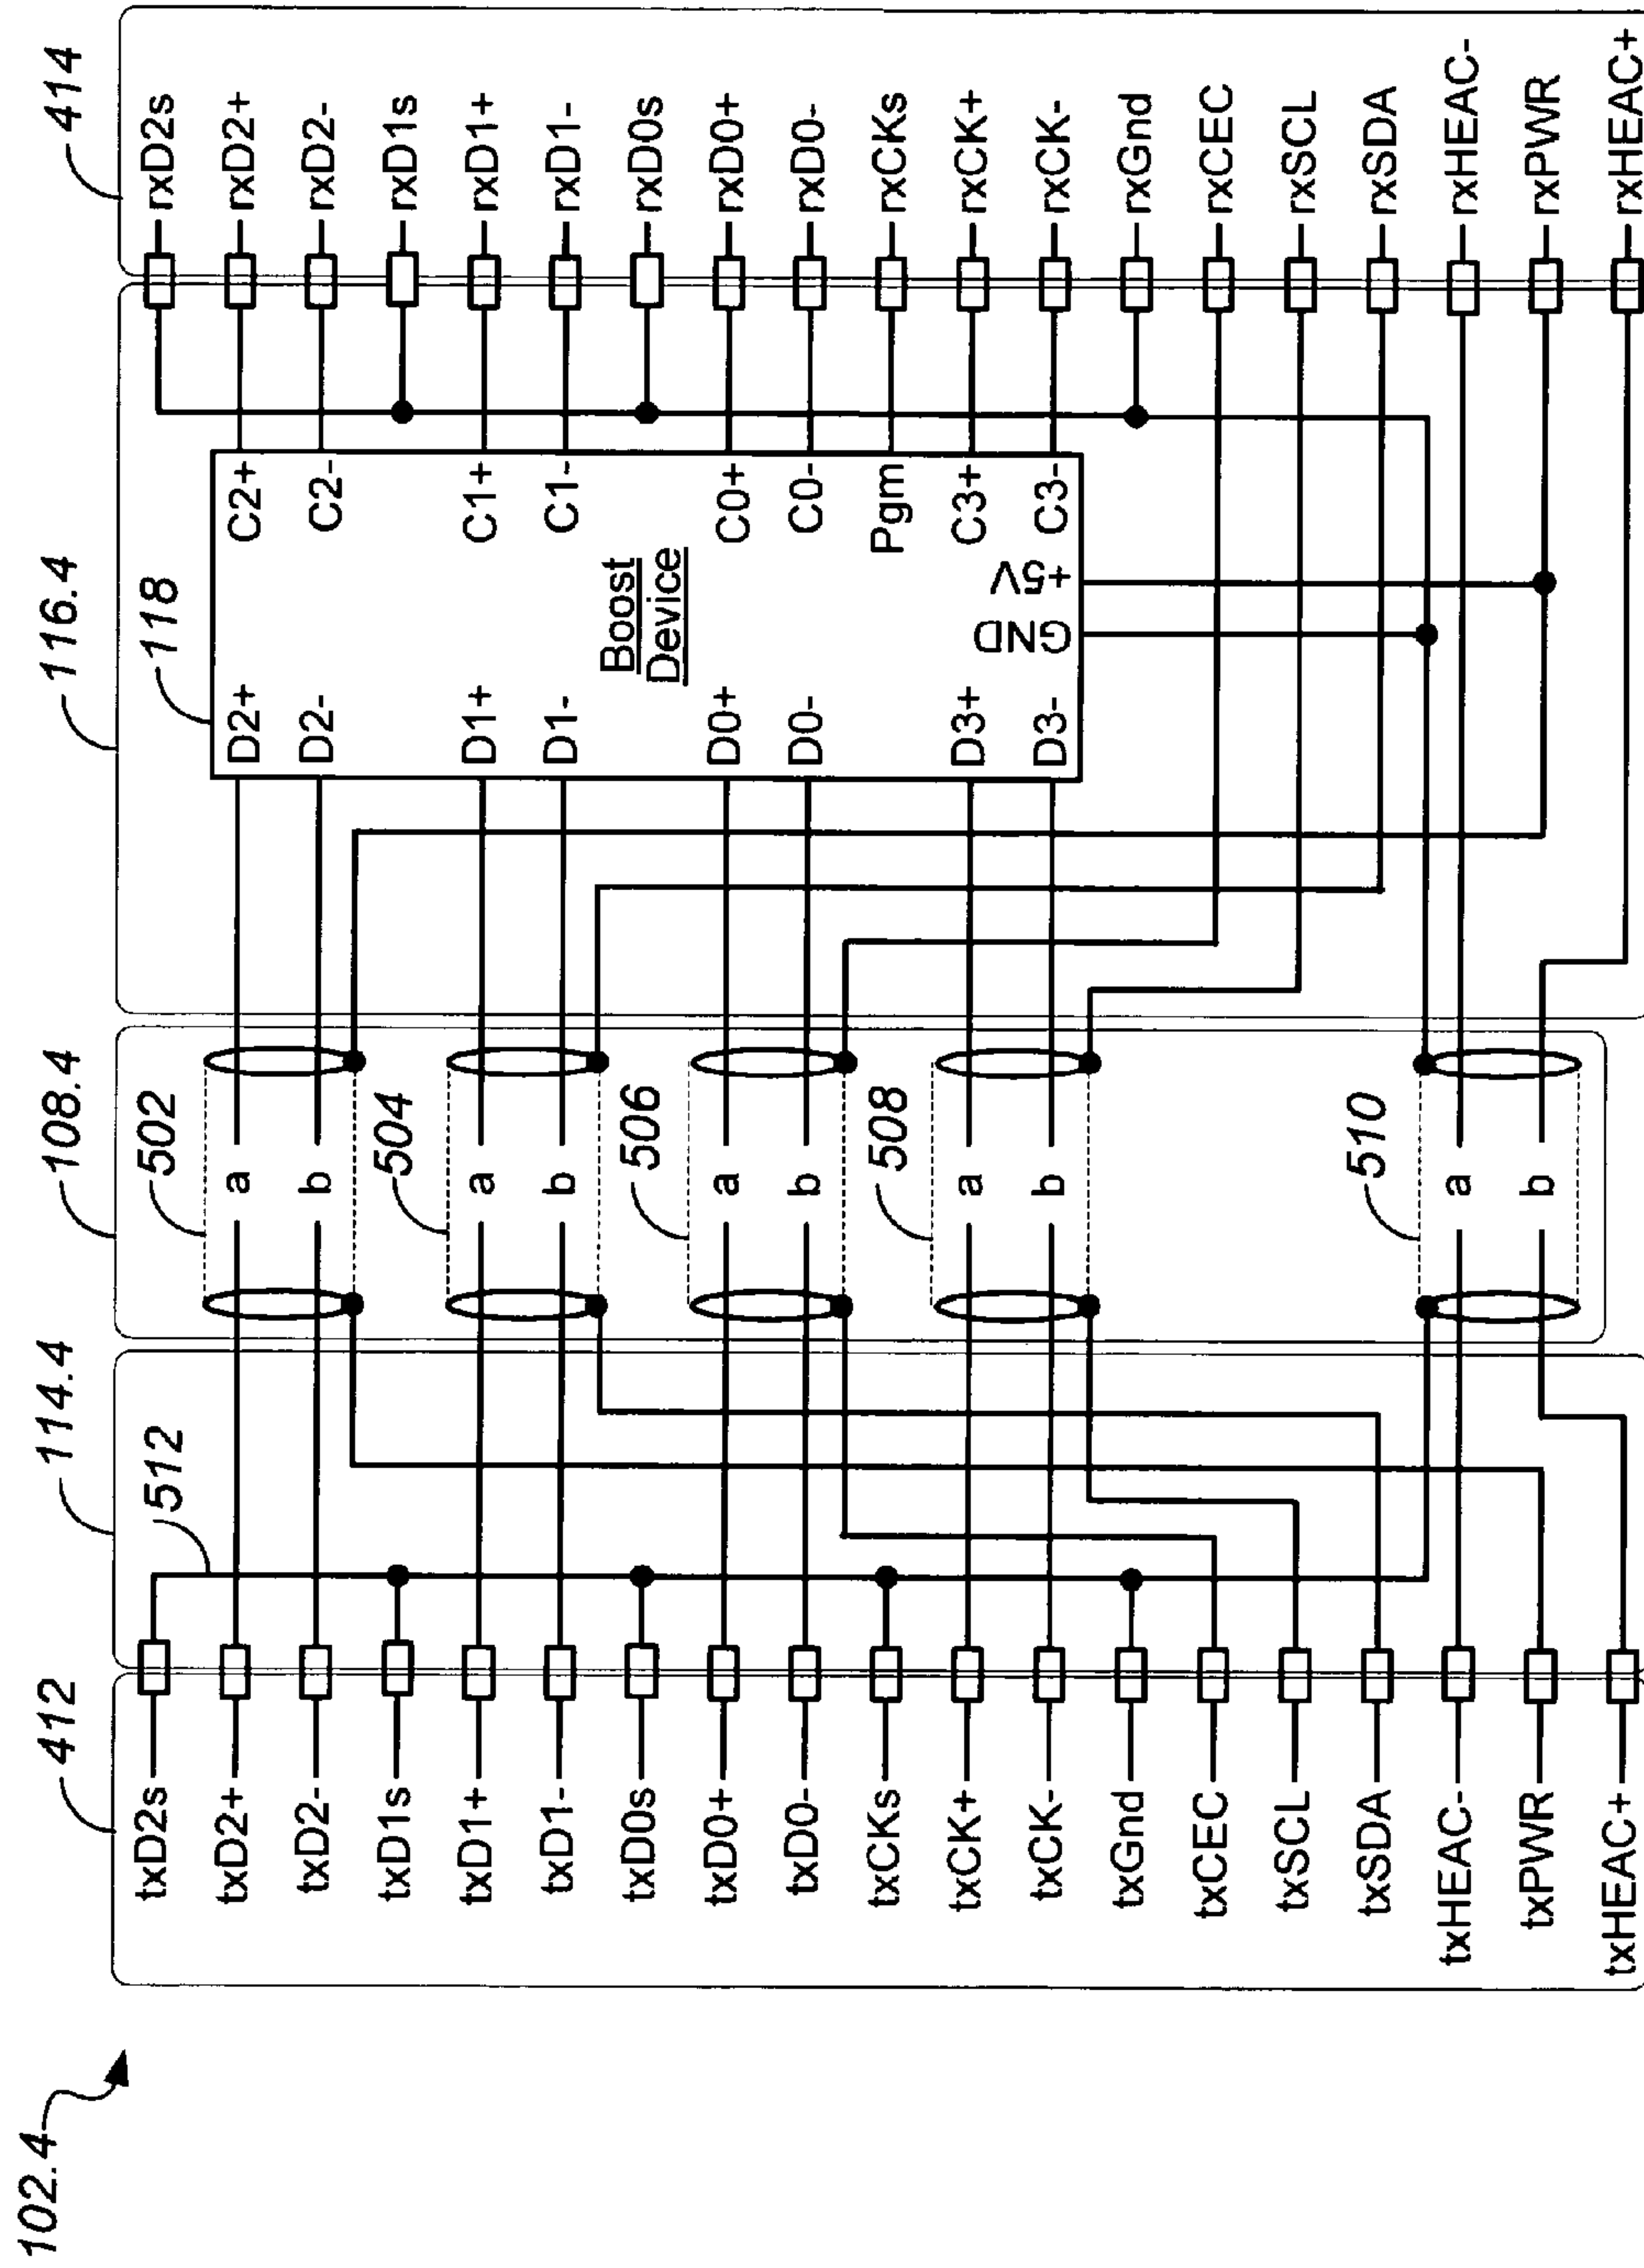 102.4
412
114.4
108.4
116.4
414
512
502
504
506
508
510
118
txD2s
txD2+
txD2-
txD1s
txD1+
txD1-
txD0s
txD0+
txD0-
txCKs
txCK+
txCK-
txGnd
txCEC
txSCL
txSDA
txHEAC-
txPWR
txHEAC+
a
b
a
b
a
b
a
b
a
b
D2+
D2-
D1+
D1-
D0+
D0-
D3+
D3-
Boost
Device
GND
+5V
C2+
C2-
C1+
C1-
C0+
C0-
Pgm
C3+
C3-
rxD2s
rxD2+
rxD2-
rxD1s
rxD1+
rxD1-
rxD0s
rxD0+
rxD0-
rxCKs
rxCK+
rxCK-
rxGnd
rxCEC
rxSCL
rxSDA
rxHEAC-
rxPWR
rxHEAC+